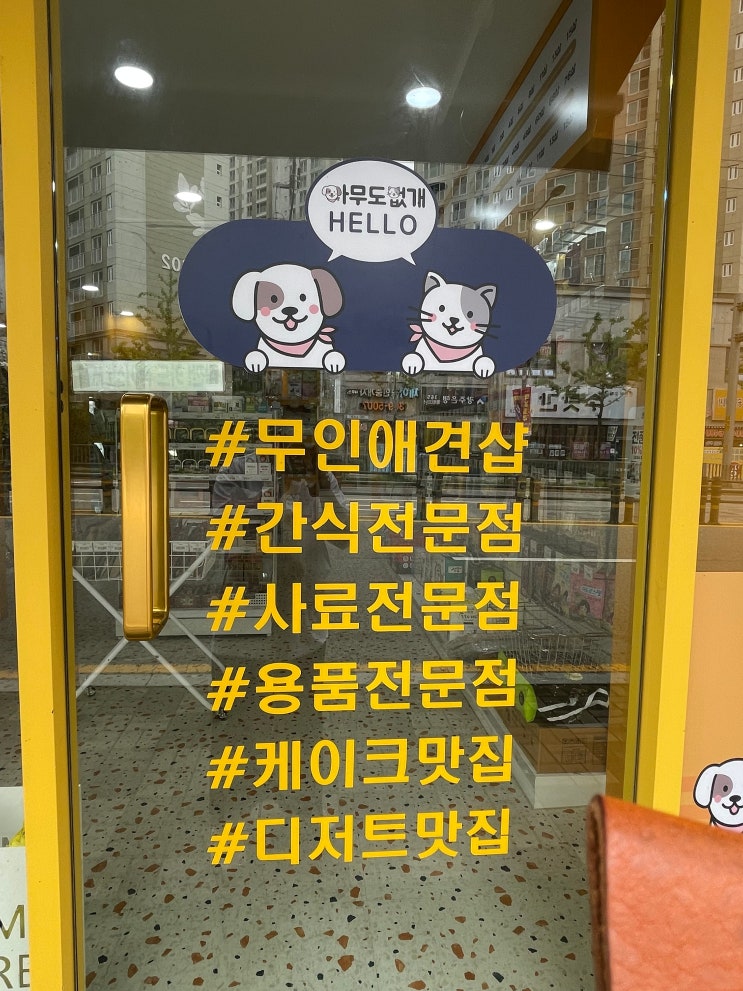 아무도없개
HELLO
#무인애견샵
#간식전문점
#사료전문점
#용품전문점
#케이크맛집
#디저트맛집
M
RE